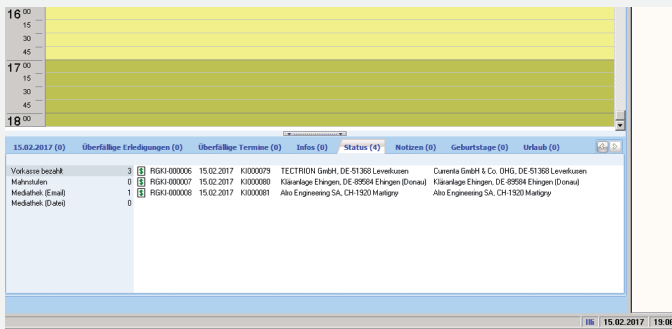 16 00
15
30
45
17 00
15
30
45
18 00
15.02.2017 (0) Überfällige Erledigungen (0) Überfällige Termine (0) Infos (0) Status (4) Notizen (0) Geburtstage (0) Urlaub (0)
Vorkasse bezahlt 3 $ RGKI-000006 15.02.2017 KI000079 TECTRION GmbH, DE-51368 Leverkusen Currenta GmbH & Co. OHG, DE-51368 Leverkusen
Mahnstufen 0 $ RGKI-000007 15.02.2017 KI000080 Kläranlage Ehingen, DE-89584 Ehingen (Donau) Kläranlage Ehingen, DE-89584 Ehingen (Donau)
Mediathek (Email) 1 $ RGKI-000008 15.02.2017 KI000081 Alro Engineering SA, CH-1920 Martigny Alro Engineering SA, CH-1920 Martigny
Mediathek (Datei) 0
15.02.2017 19:06